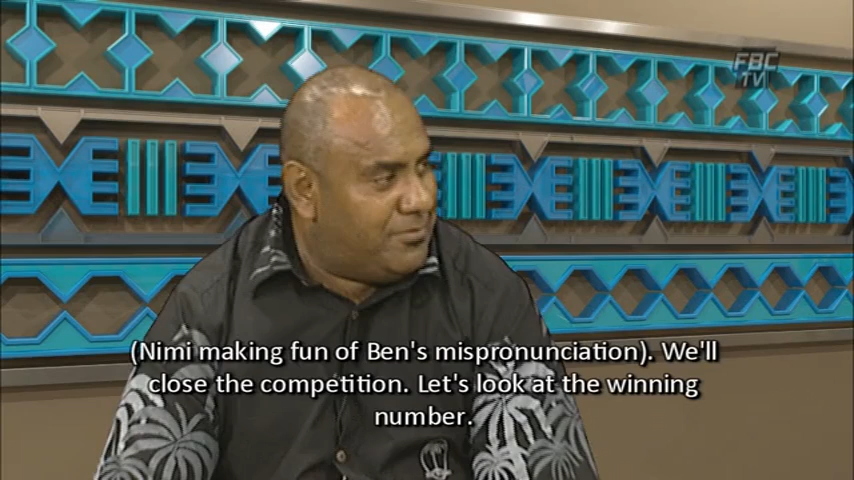 FBC
TV
(Nimi making fun of Ben's mispronunciation). We'll
close the competition. Let's look at the winning
number.